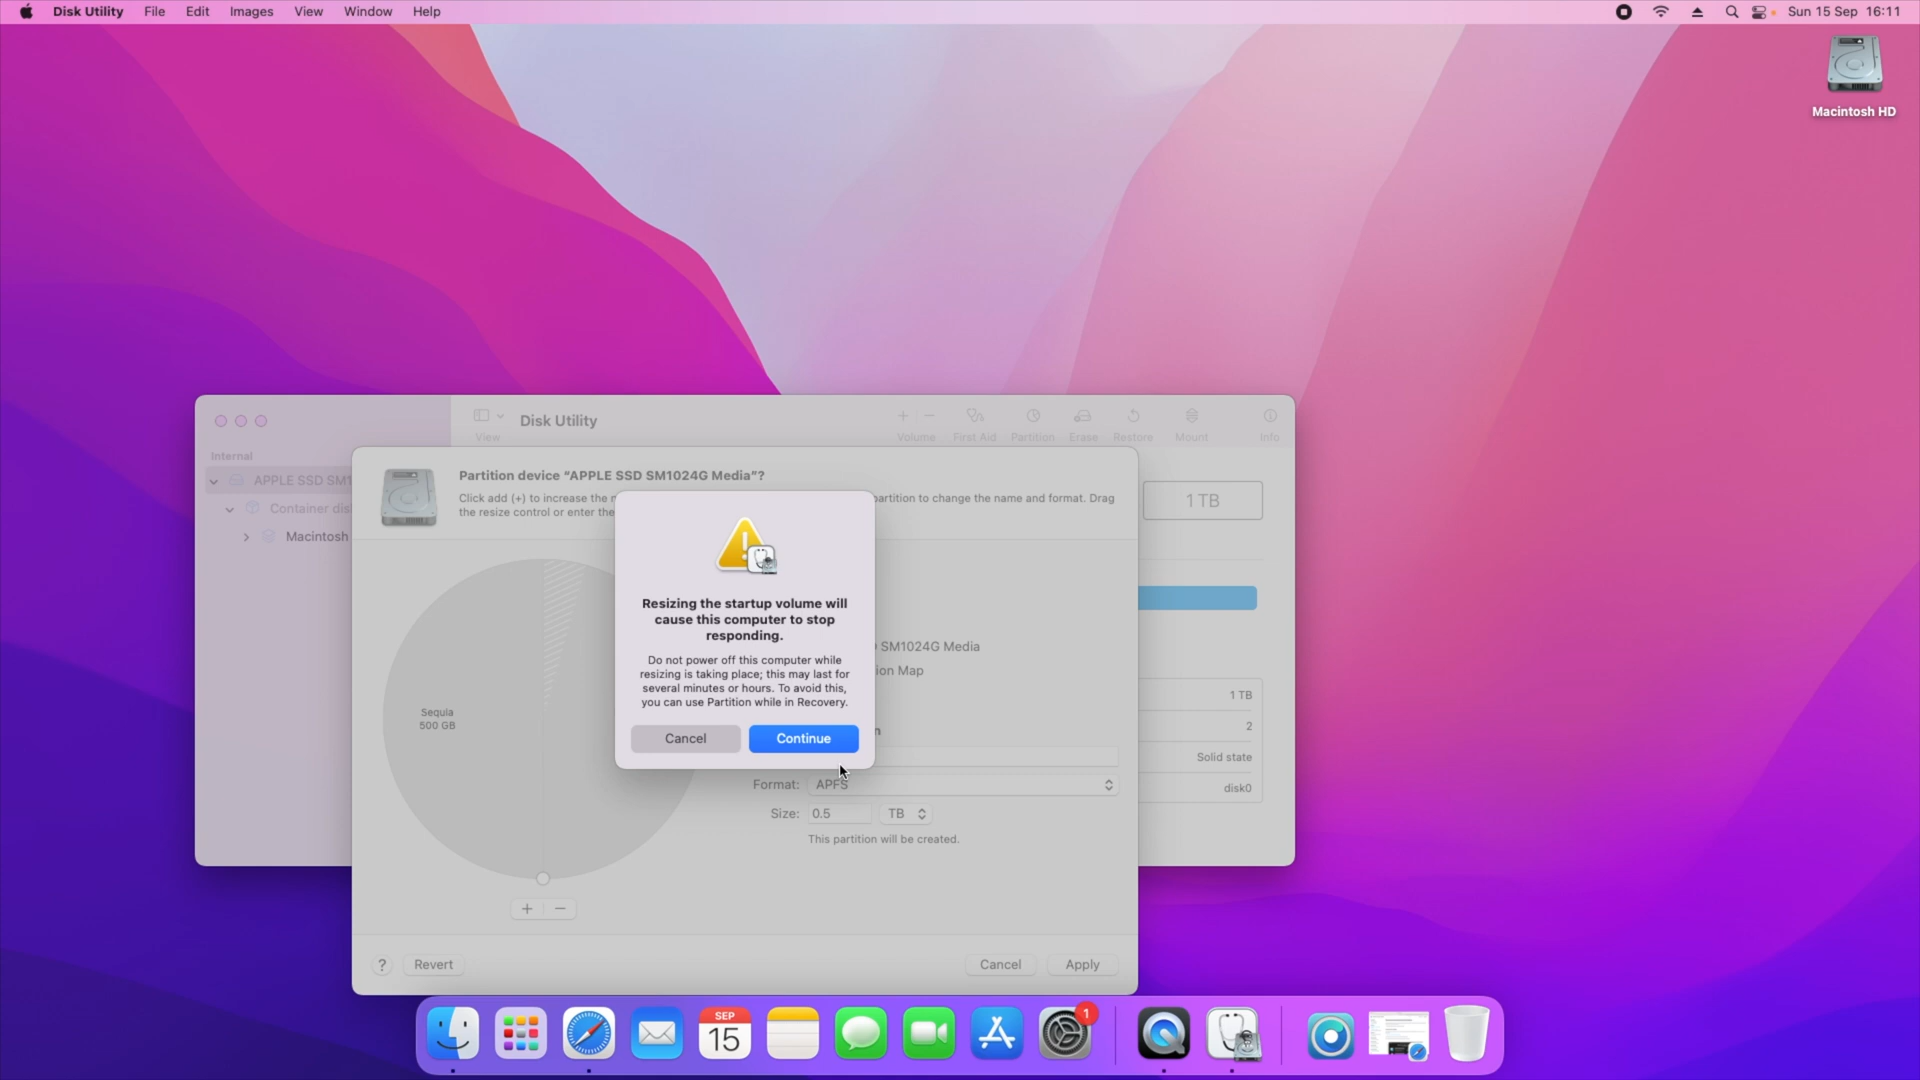 Disk Utility File Edit Images View Window Help Sun 15 Sep 16:11
Macintosh HD
Disk Utility
View Volume First Aid Partition Erase Restore Mount Info
Internal
APPLE SSD SM1
Container dis
Macintosh
Partition device “APPLE SSD SM1024G Media”?
Click add (+) to increase the n partition to change the name and format. Drag
the resize control or enter the
1 TB
Resizing the startup volume will
cause this computer to stop
responding.
Do not power off this computer while
resizing is taking place; this may last for
several minutes or hours. To avoid this,
you can use Partition while in Recovery.
Cancel Continue
SM1024G Media
ion Map
Sequla
500 GB
n
Format: APFS
Size: 0.5 TB
This partition will be created.
1 TB
2
Solid state
disk0
+ −
? Revert Cancel Apply
SEP
15
1